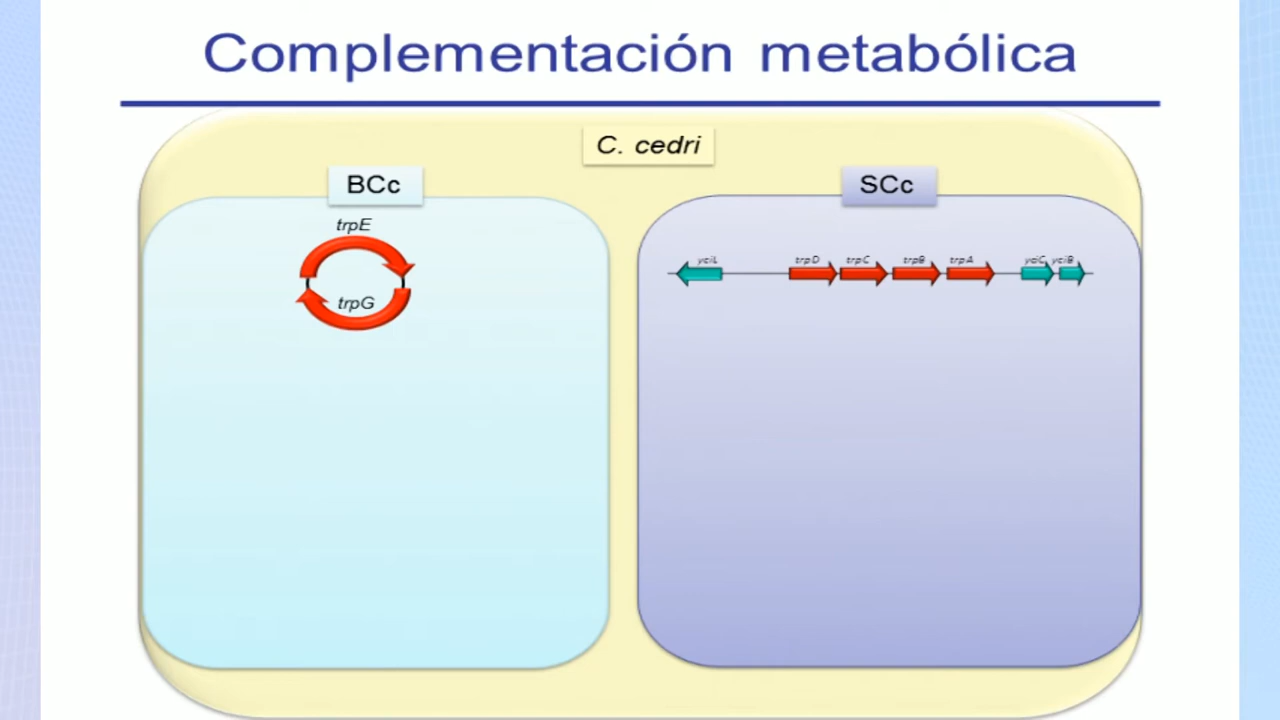 Complementación metabólica
C. cedri
BCc
SCc
trpE
trpG
yciL trpD trpC trpB trpA yciC yciB